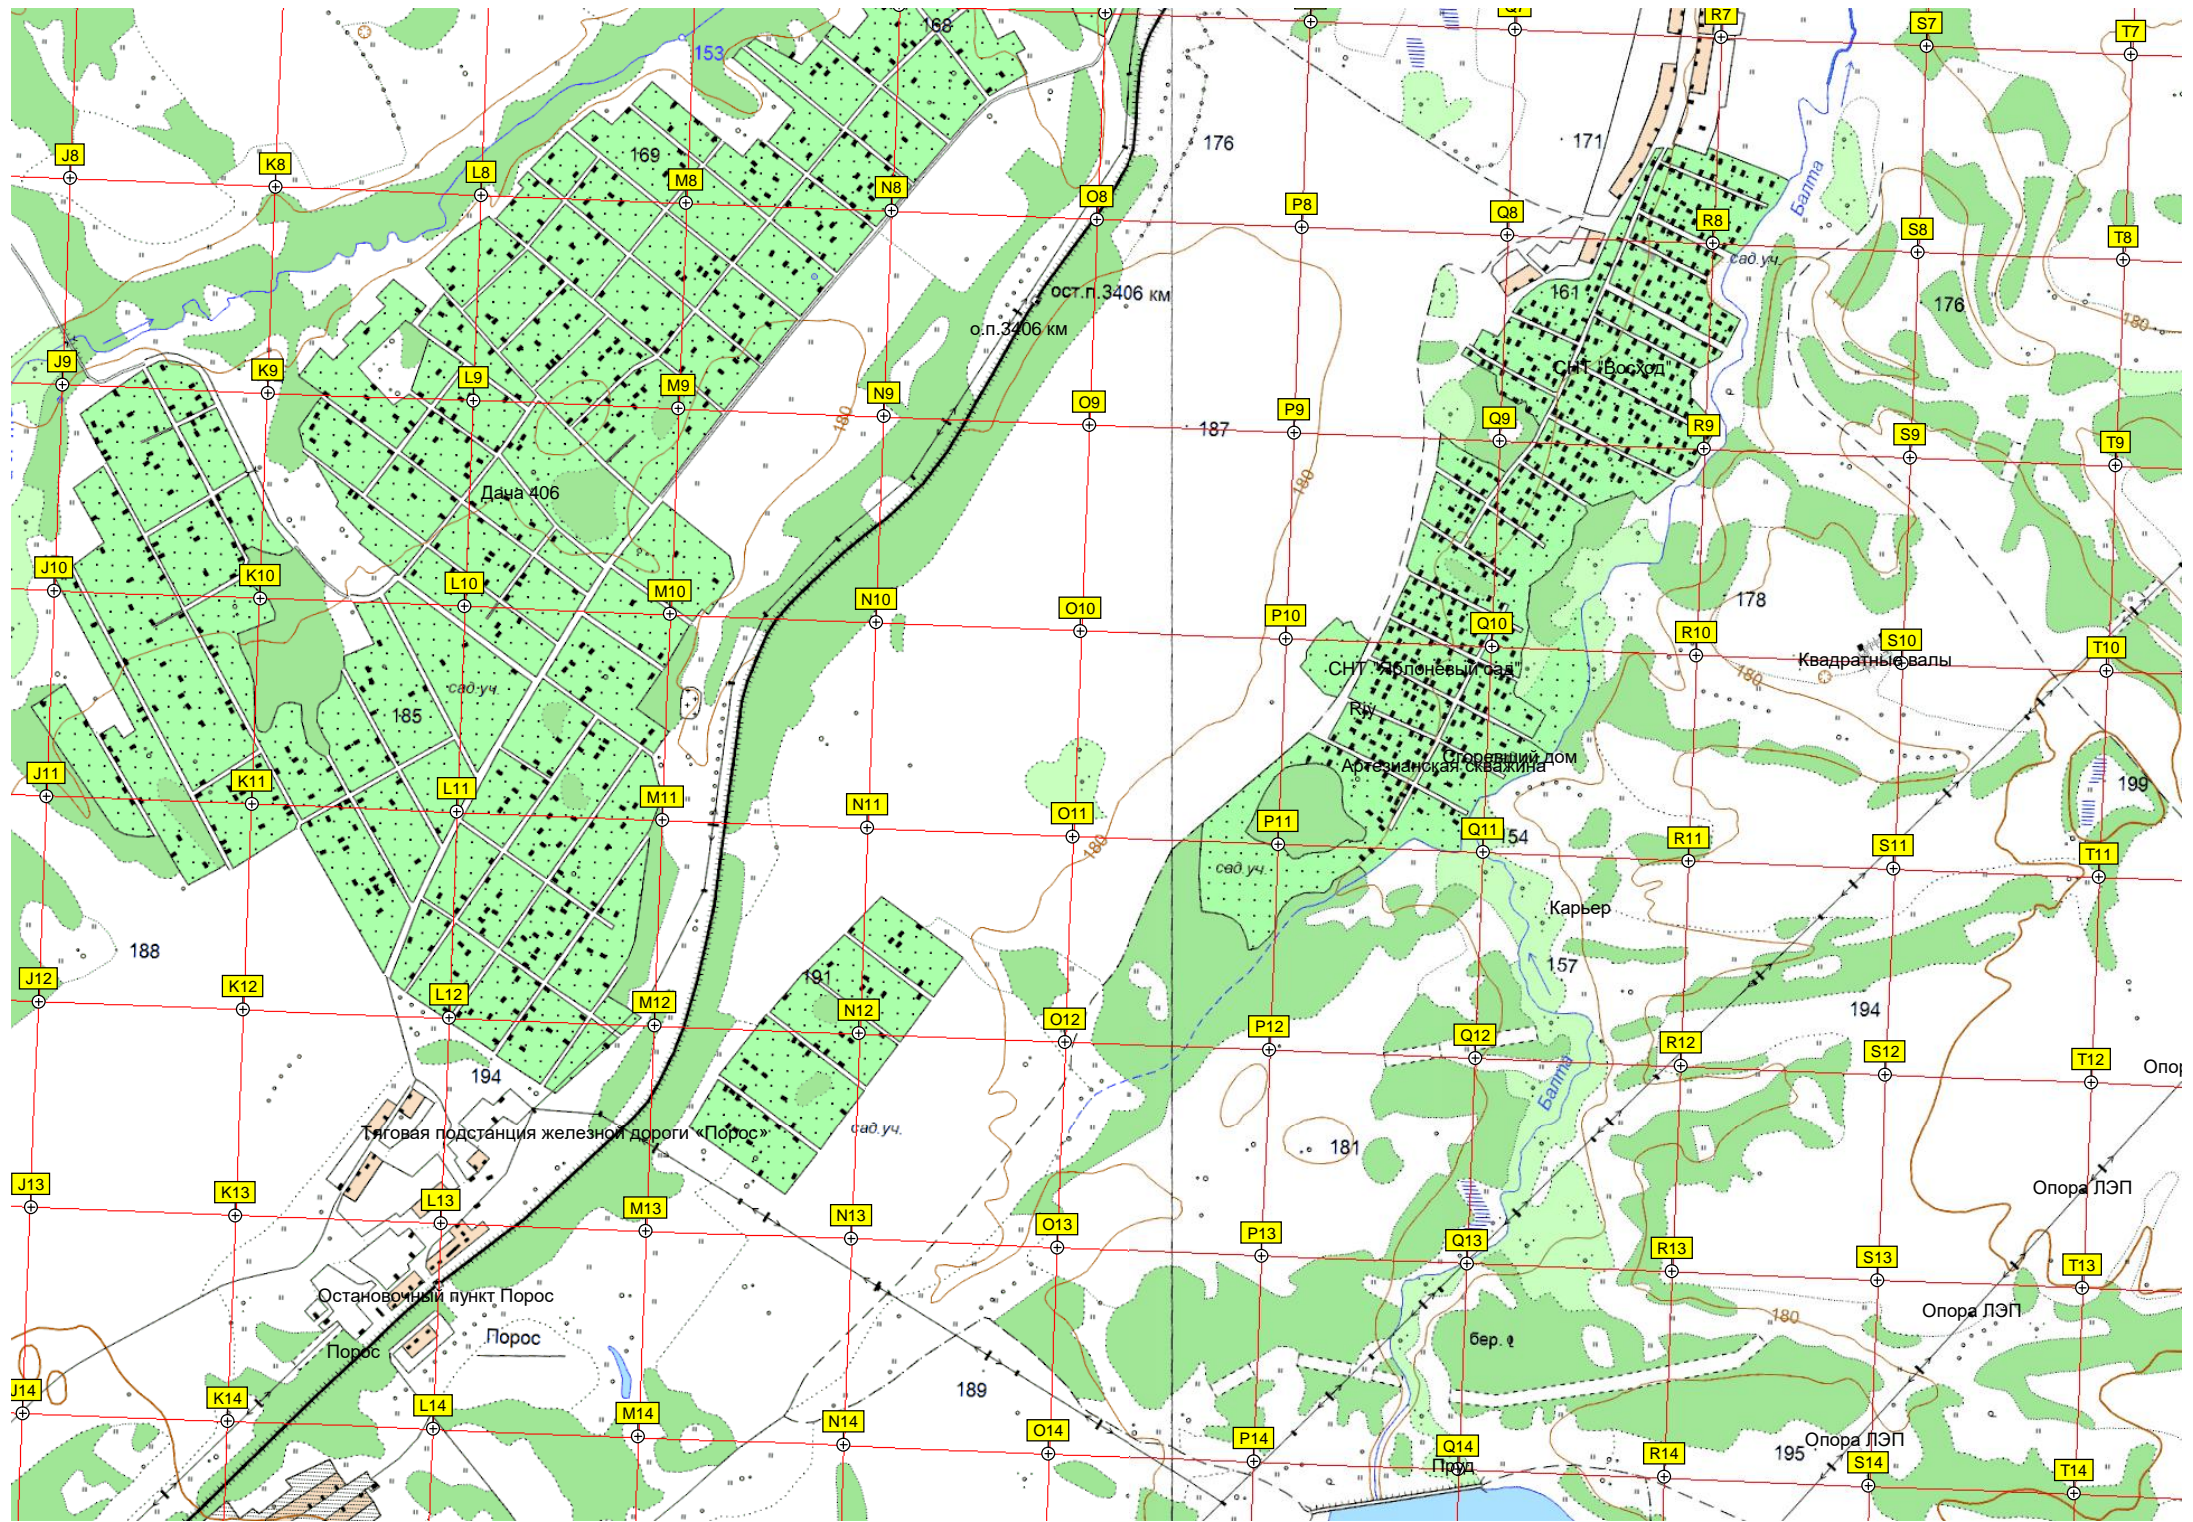 168
153
Q7
R7
S7
T7
176
171
169
J8
K8
L8
M8
N8
O8
P8
Q8
R8
S8
T8
Балта
сад.уч.
ост.п.3406 км
о.п.3406 км
161
176
180
СНТ "Восход"
J9
K9
L9
M9
N9
O9
P9
Q9
R9
S9
T9
180
187
180
Дача 406
J10
K10
L10
M10
N10
O10
P10
Q10
R10
S10
T10
178
Квадратные валы
180
СНТ "Яблоневый сад"
сад.уч.
185
Сгоревший дом
Артезианская скважина
199
J11
K11
L11
M11
N11
O11
P11
Q11
R11
S11
T11
154
180
сад.уч.
Карьер
188
191
157
194
J12
K12
L12
M12
N12
O12
P12
Q12
R12
S12
T12
194
Балта
Тяговая подстанция железной дороги «Порос»
сад.уч.
181
Опора ЛЭП
J13
K13
L13
M13
N13
O13
P13
Q13
R13
S13
T13
Остановочный пункт Порос
Опора ЛЭП
180
Порос
Порос
бер.
189
J14
K14
L14
M14
N14
O14
P14
Q14
R14
S14
T14
Опора ЛЭП
195
Пруд